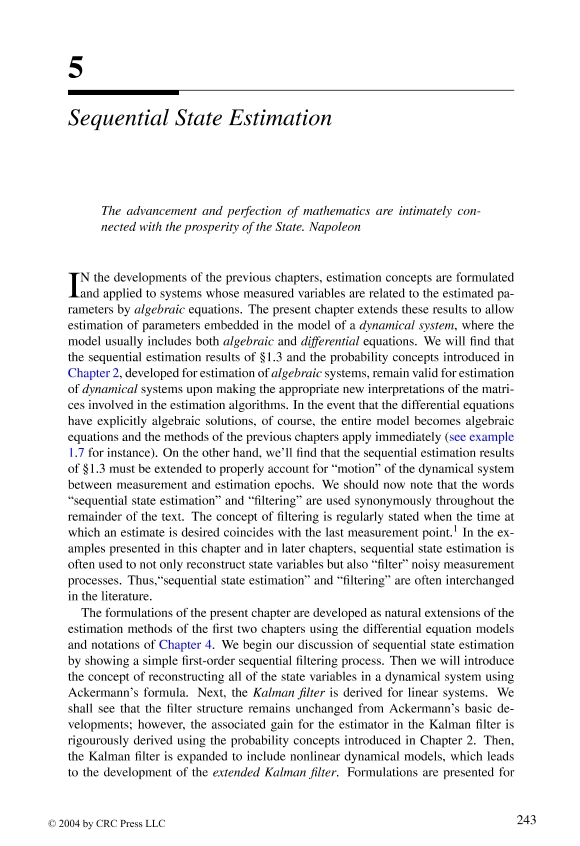 5
Sequential State Estimation
The advancement and perfection of mathematics are intimately con-
nected with the prosperity of the State. Napoleon
IN the developments of the previous chapters, estimation concepts are formulated
and applied to systems whose measured variables are related to the estimated pa-
rameters by algebraic equations. The present chapter extends these results to allow
estimation of parameters embedded in the model of a dynamical system, where the
model usually includes both algebraic and differential equations. We will find that
the sequential estimation results of §1.3 and the probability concepts introduced in
Chapter 2, developed for estimation of algebraic systems, remain valid for estimation
of dynamical systems upon making the appropriate new interpretations of the matri-
ces involved in the estimation algorithms. In the event that the differential equations
have explicitly algebraic solutions, of course, the entire model becomes algebraic
equations and the methods of the previous chapters apply immediately (see example
1.7 for instance). On the other hand, we'll find that the sequential estimation results
of §1.3 must be extended to properly account for “motion” of the dynamical system
between measurement and estimation epochs. We should now note that the words
“sequential state estimation” and “filtering” are used synonymously throughout the
remainder of the text. The concept of filtering is regularly stated when the time at
which an estimate is desired coincides with the last measurement point.1 In the ex-
amples presented in this chapter and in later chapters, sequential state estimation is
often used to not only reconstruct state variables but also “filter” noisy measurement
processes. Thus,“sequential state estimation” and “filtering” are often interchanged
in the literature.
The formulations of the present chapter are developed as natural extensions of the
estimation methods of the first two chapters using the differential equation models
and notations of Chapter 4. We begin our discussion of sequential state estimation
by showing a simple first-order sequential filtering process. Then we will introduce
the concept of reconstructing all of the state variables in a dynamical system using
Ackermann's formula. Next, the Kalman filter is derived for linear systems. We
shall see that the filter structure remains unchanged from Ackermann's basic de-
velopments; however, the associated gain for the estimator in the Kalman filter is
rigourously derived using the probability concepts introduced in Chapter 2. Then,
the Kalman filter is expanded to include nonlinear dynamical models, which leads
to the development of the extended Kalman filter. Formulations are presented for
© 2004 by CRC Press LLC
243